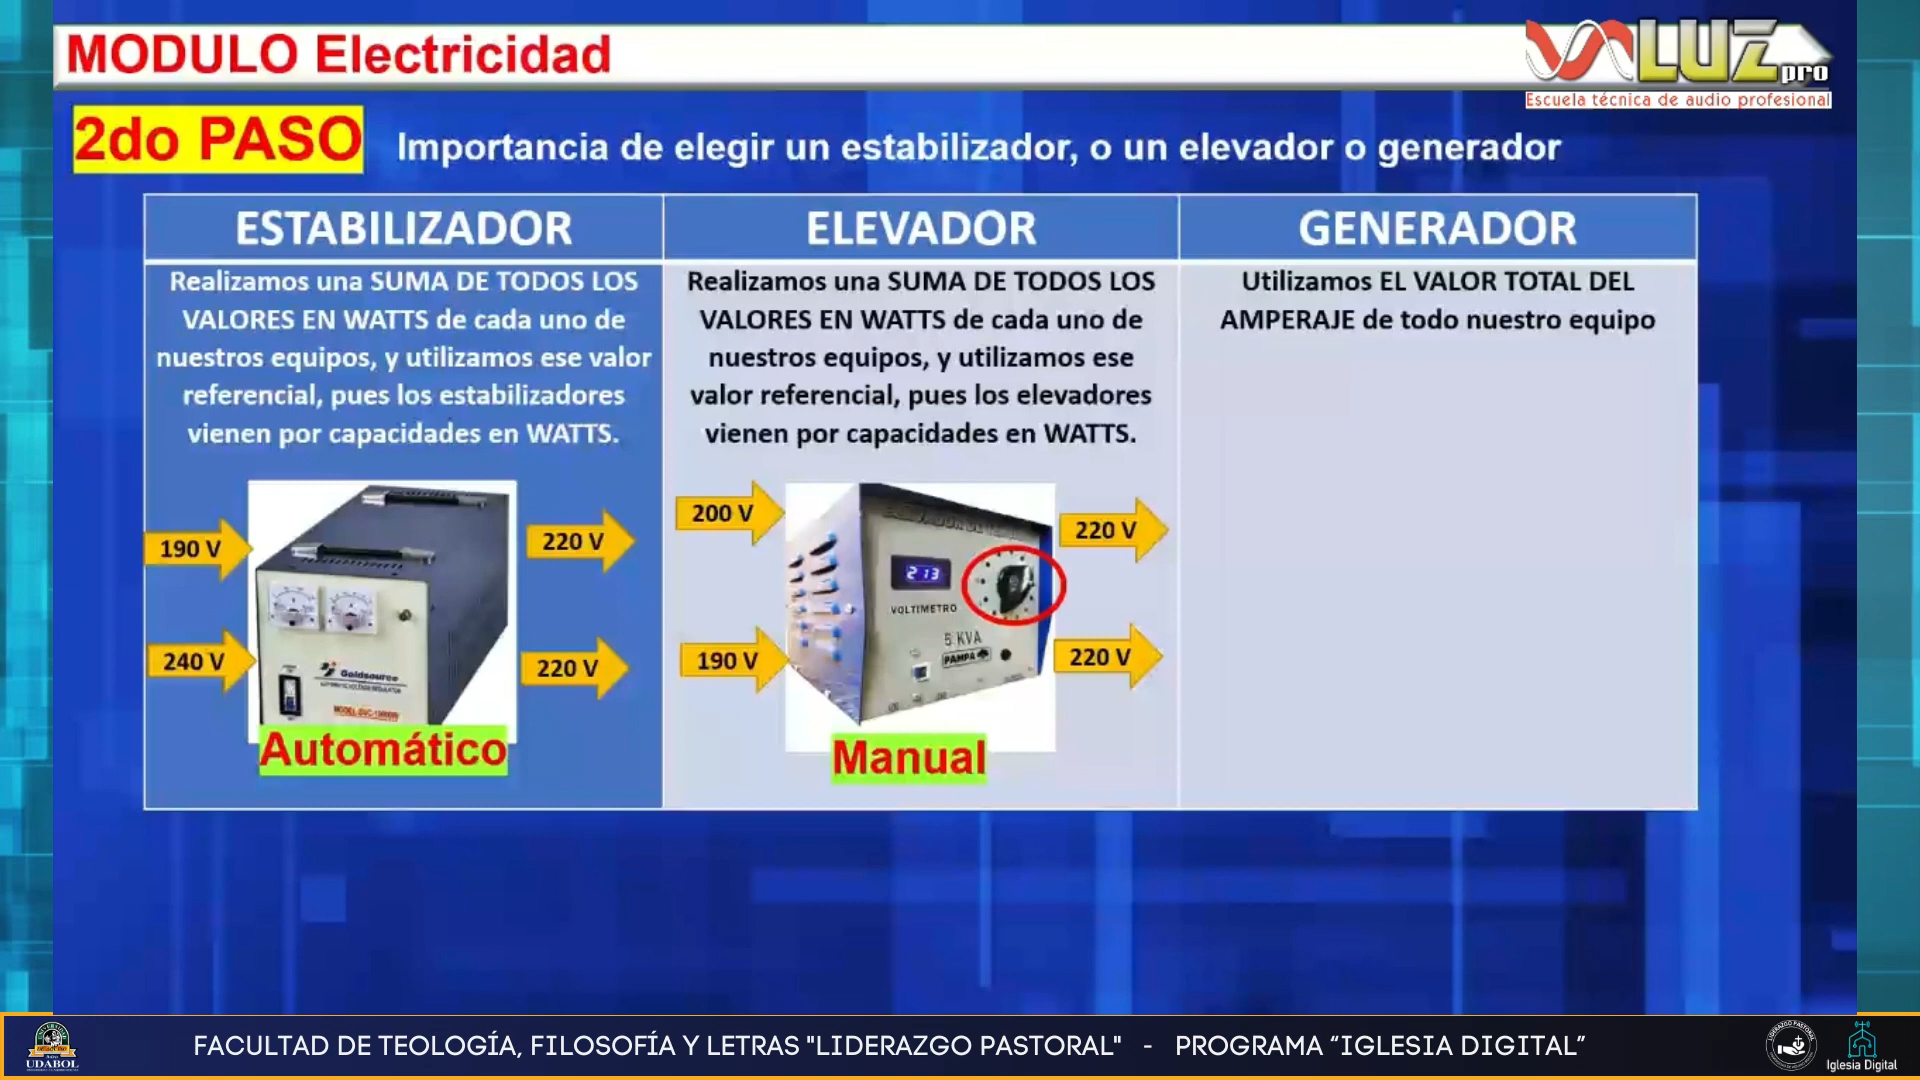 MODULO Electricidad
VALUZ pro
Escuela técnica de audio profesional
2do PASO
Importancia de elegir un estabilizador, o un elevador o generador
ESTABILIZADOR
Realizamos una SUMA DE TODOS LOS
VALORES EN WATTS de cada uno de
nuestros equipos, y utilizamos ese valor
referencial, pues los estabilizadores
vienen por capacidades en WATTS.
190 V
220 V
240 V
220 V
Goldsource
Automático
ELEVADOR
Realizamos una SUMA DE TODOS LOS
VALORES EN WATTS de cada uno de
nuestros equipos, y utilizamos ese
valor referencial, pues los elevadores
vienen por capacidades en WATTS.
200 V
220 V
213
VOLTIMETRO
5 KVA
PAMPA
190 V
220 V
Manual
GENERADOR
Utilizamos EL VALOR TOTAL DEL
AMPERAJE de todo nuestro equipo
UDABOL
FACULTAD DE TEOLOGÍA, FILOSOFÍA Y LETRAS "LIDERAZGO PASTORAL" - PROGRAMA “IGLESIA DIGITAL”
LIDERAZGO PASTORAL
Iglesia Digital